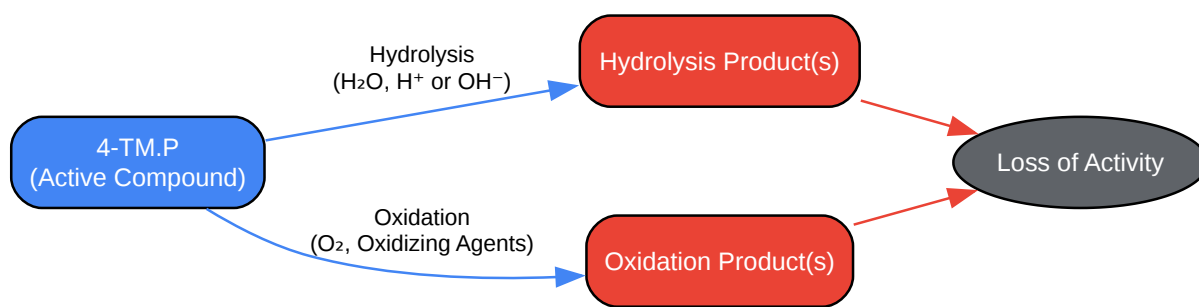 Hydrolysis
(H₂O, H⁺ or OH⁻)
Hydrolysis Product(s)
4-TM.P
(Active Compound)
Loss of Activity
Oxidation
(O₂, Oxidizing Agents)
Oxidation Product(s)